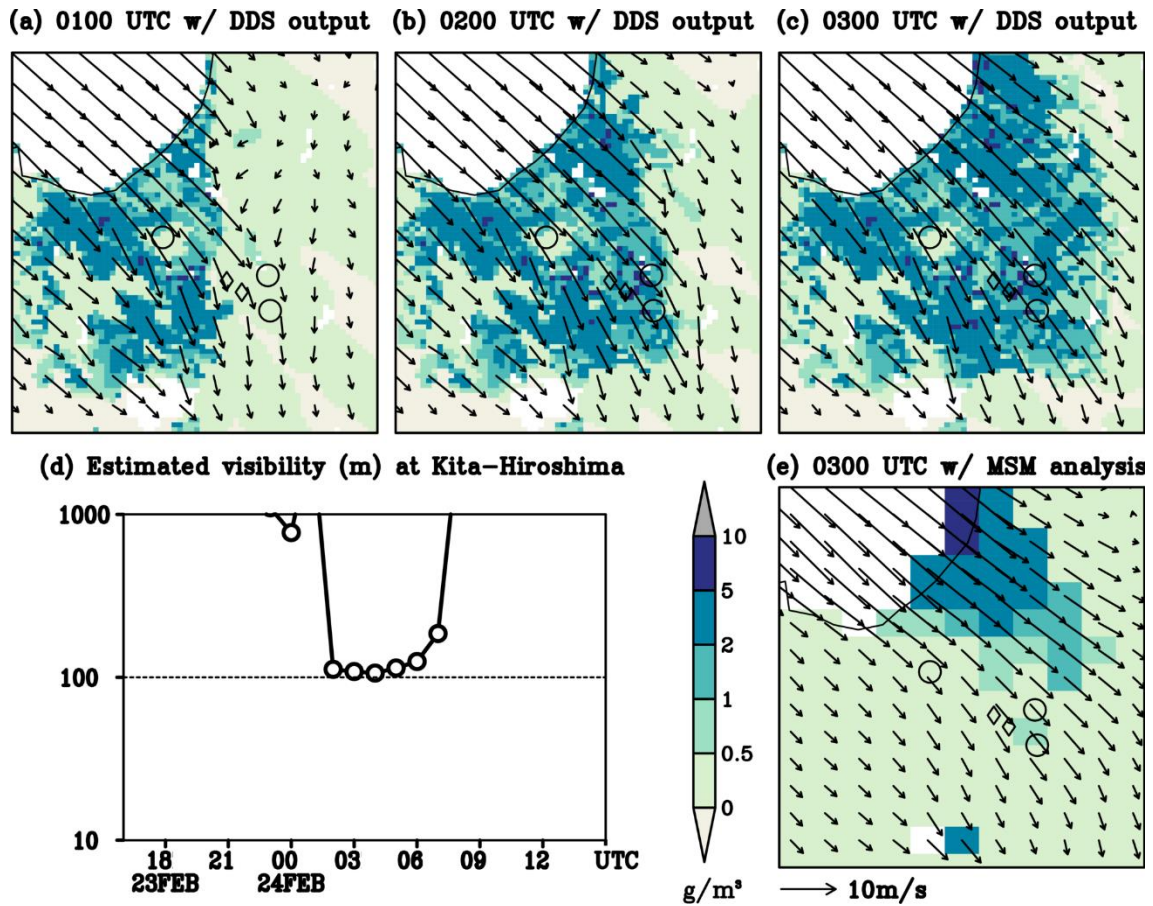 (a) 0100 UTC w/ DDS output
(b) 0200 UTC w/ DDS output
(c) 0300 UTC w/ DDS output
(d) Estimated visibility (m) at Kita-Hiroshima
1000
100
10
18
21
00
03
06
09
12
UTC
23FEB
24FEB
10
5
2
1
0.5
0
g/m³
(e) 0300 UTC w/ MSM analysis
10m/s